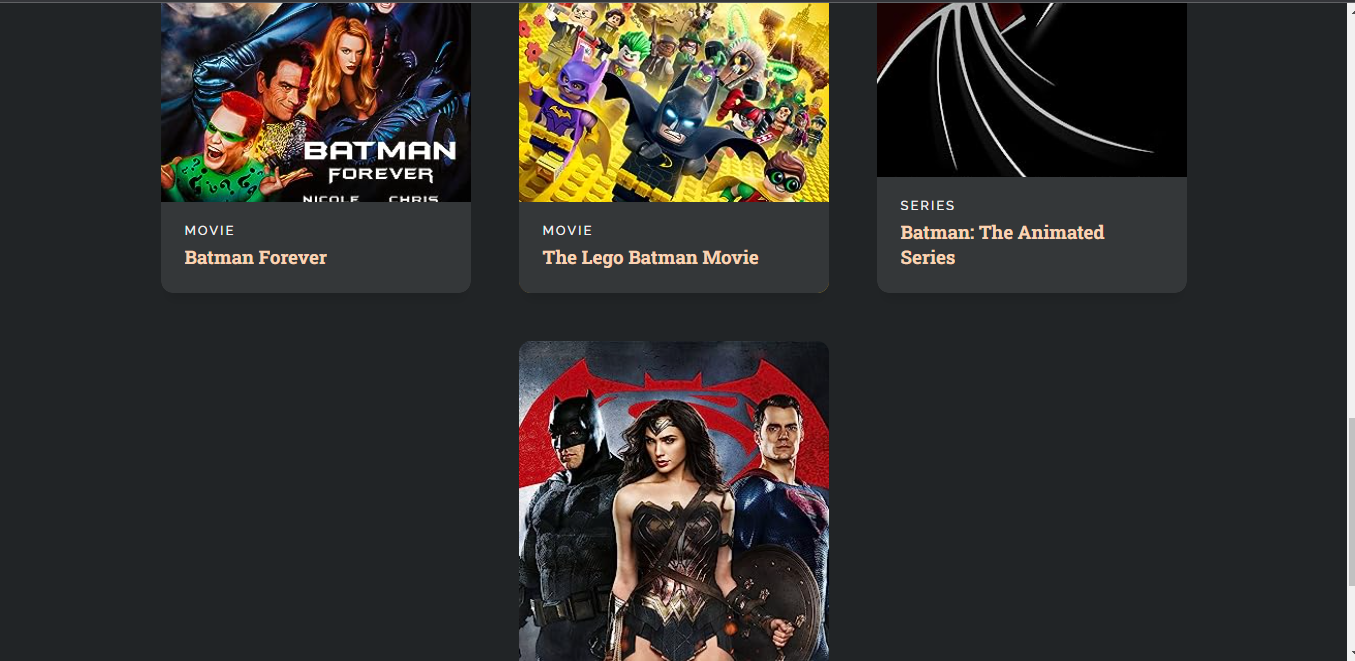 BATMAN
FOREVER
NICOLE CHRIS
MOVIE
Batman Forever
MOVIE
The Lego Batman Movie
SERIES
Batman: The Animated
Series